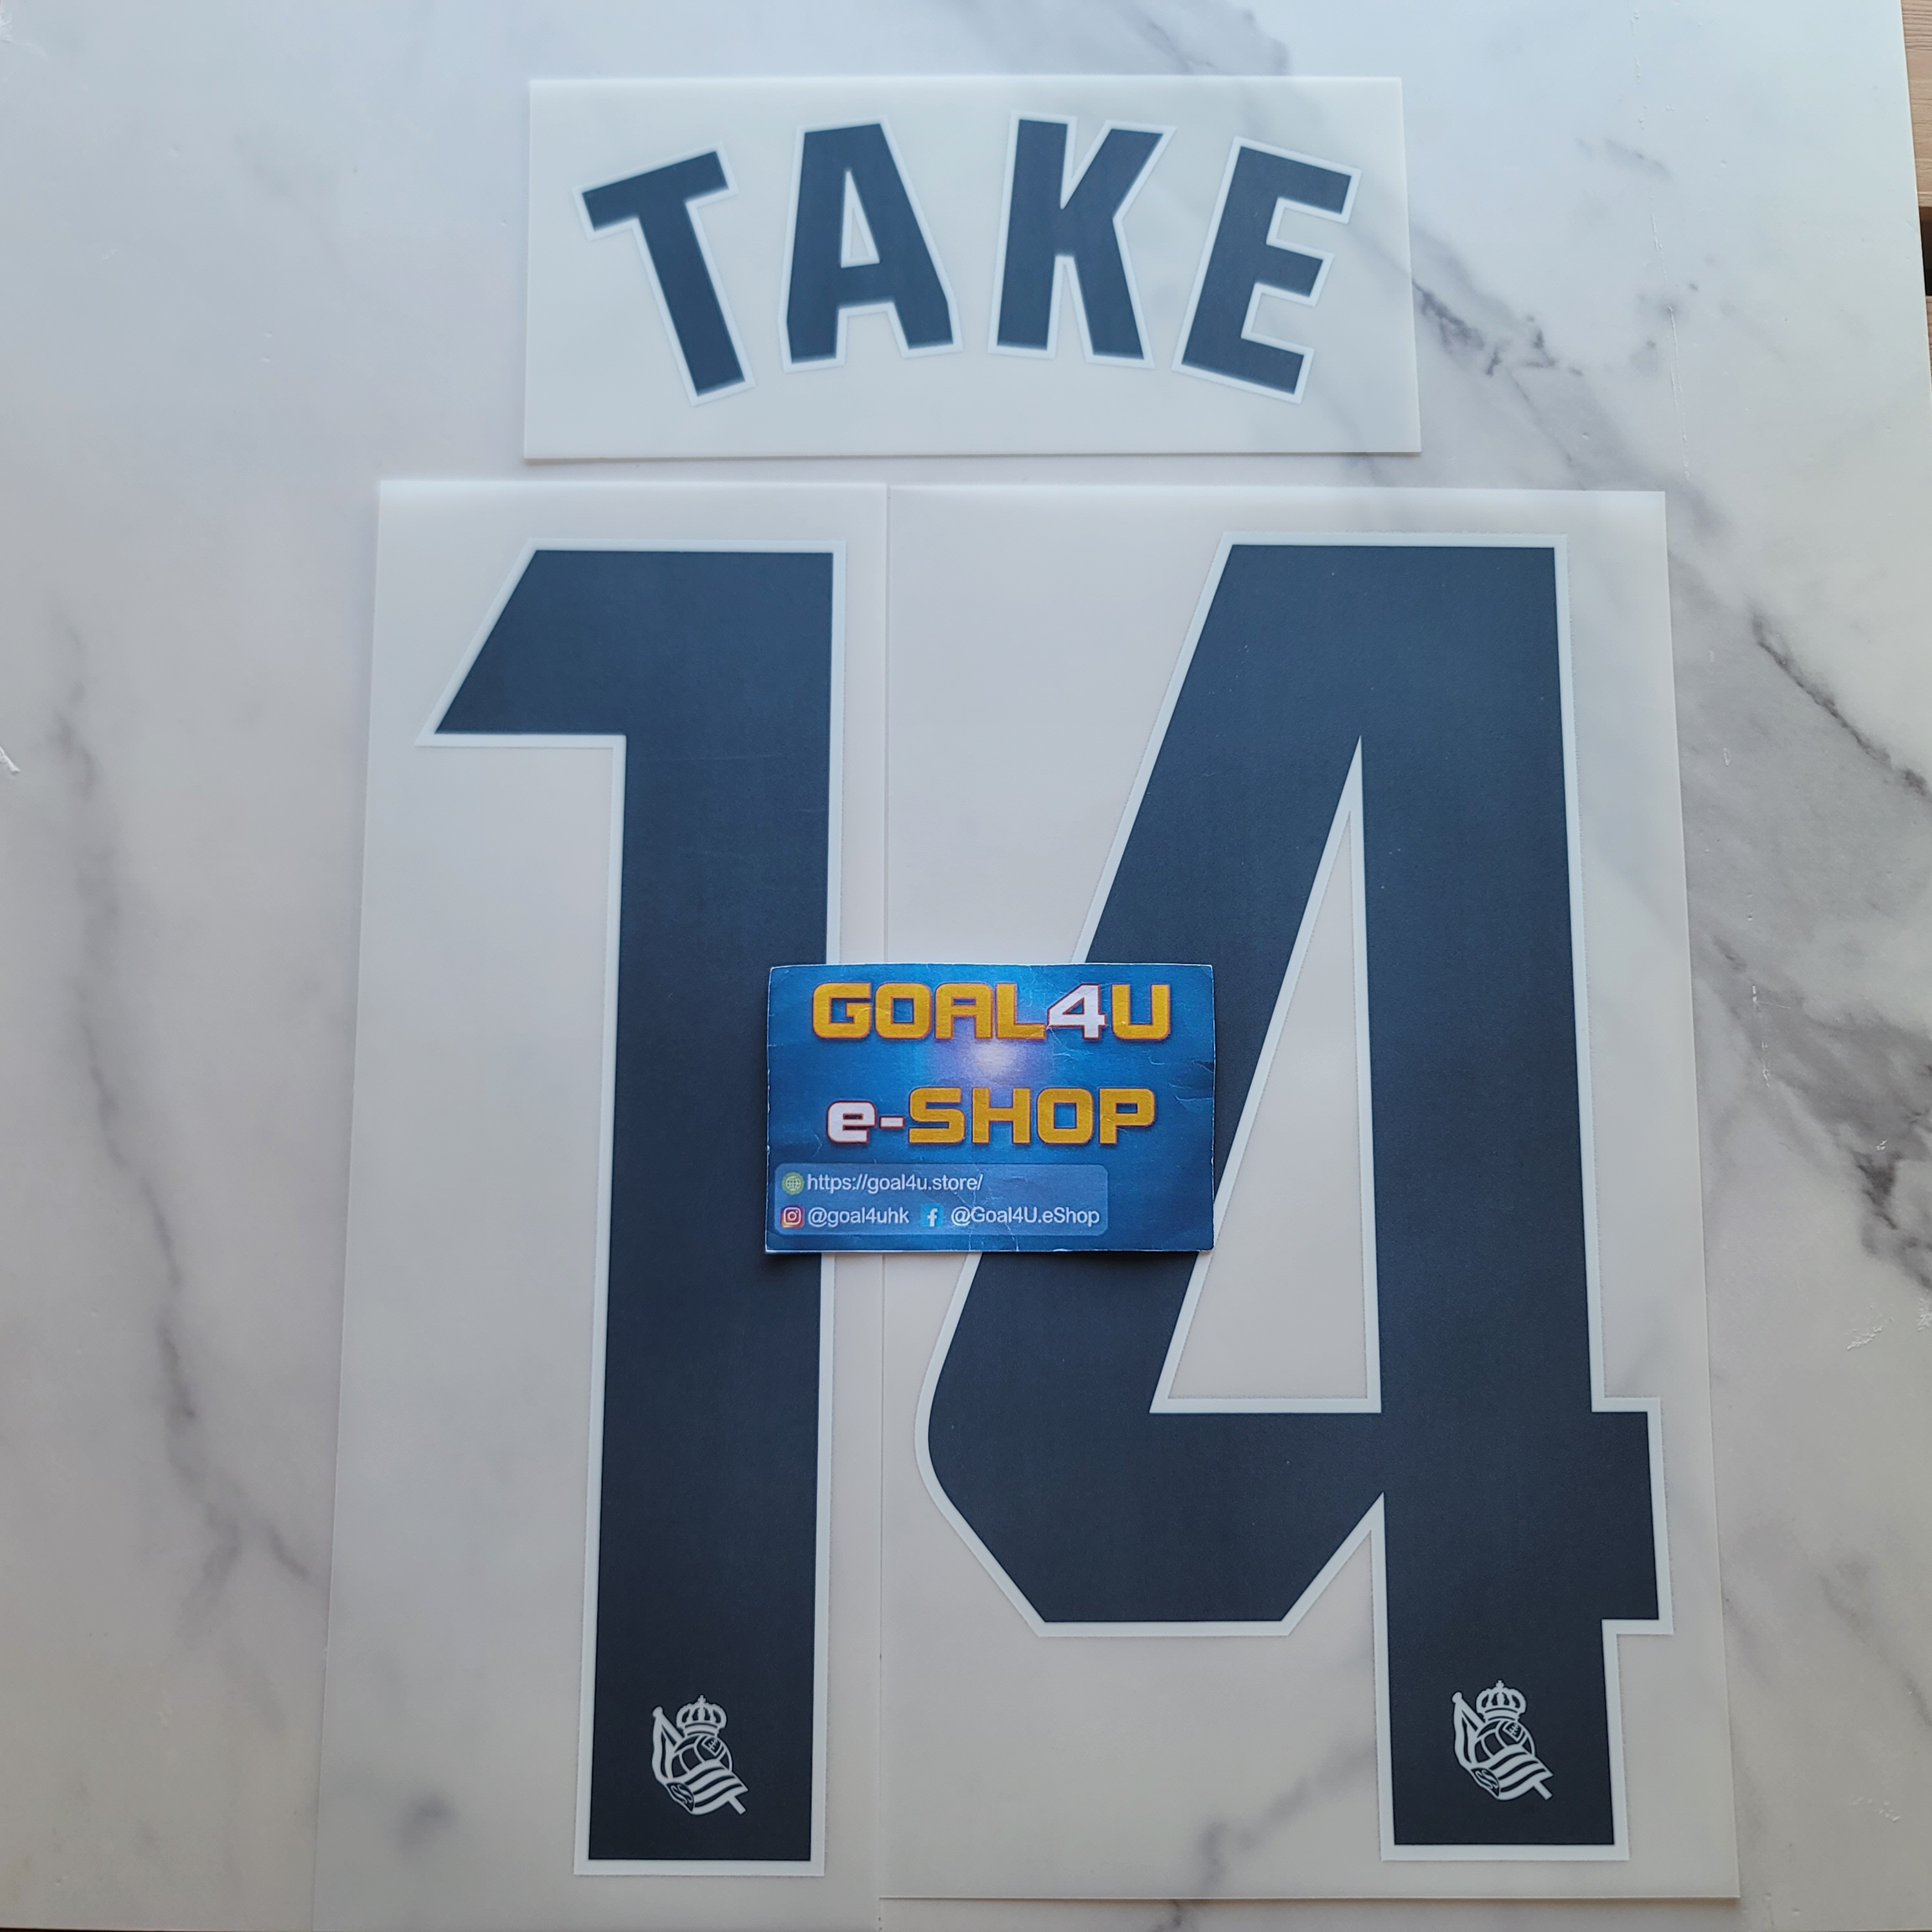 TAKE
14
GOAL4U
e-SHOP
https://goal4u.store/
@goal4uhk @Goal4U.eShop